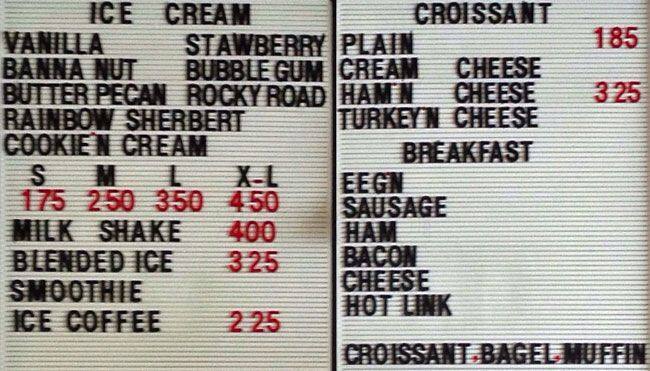 ICE CREAM
VANILLA STAWBERRY
BANNA NUT BUBBLE GUM
BUTTER PECAN ROCKY ROAD
RAINBOW SHERBERT
COOKIE'N CREAM
S M L X-L
175 250 350 450
MILK SHAKE 400
BLENDED ICE 325
SMOOTHIE
ICE COFFEE 225
CROISSANT
PLAIN 185
CREAM CHEESE
HAM'N CHEESE 325
TURKEY'N CHEESE
BREAKFAST
EEGN
SAUSAGE
HAM
BACON
CHEESE
HOT LINK
CROISSANT.BAGEL.MUFFIN